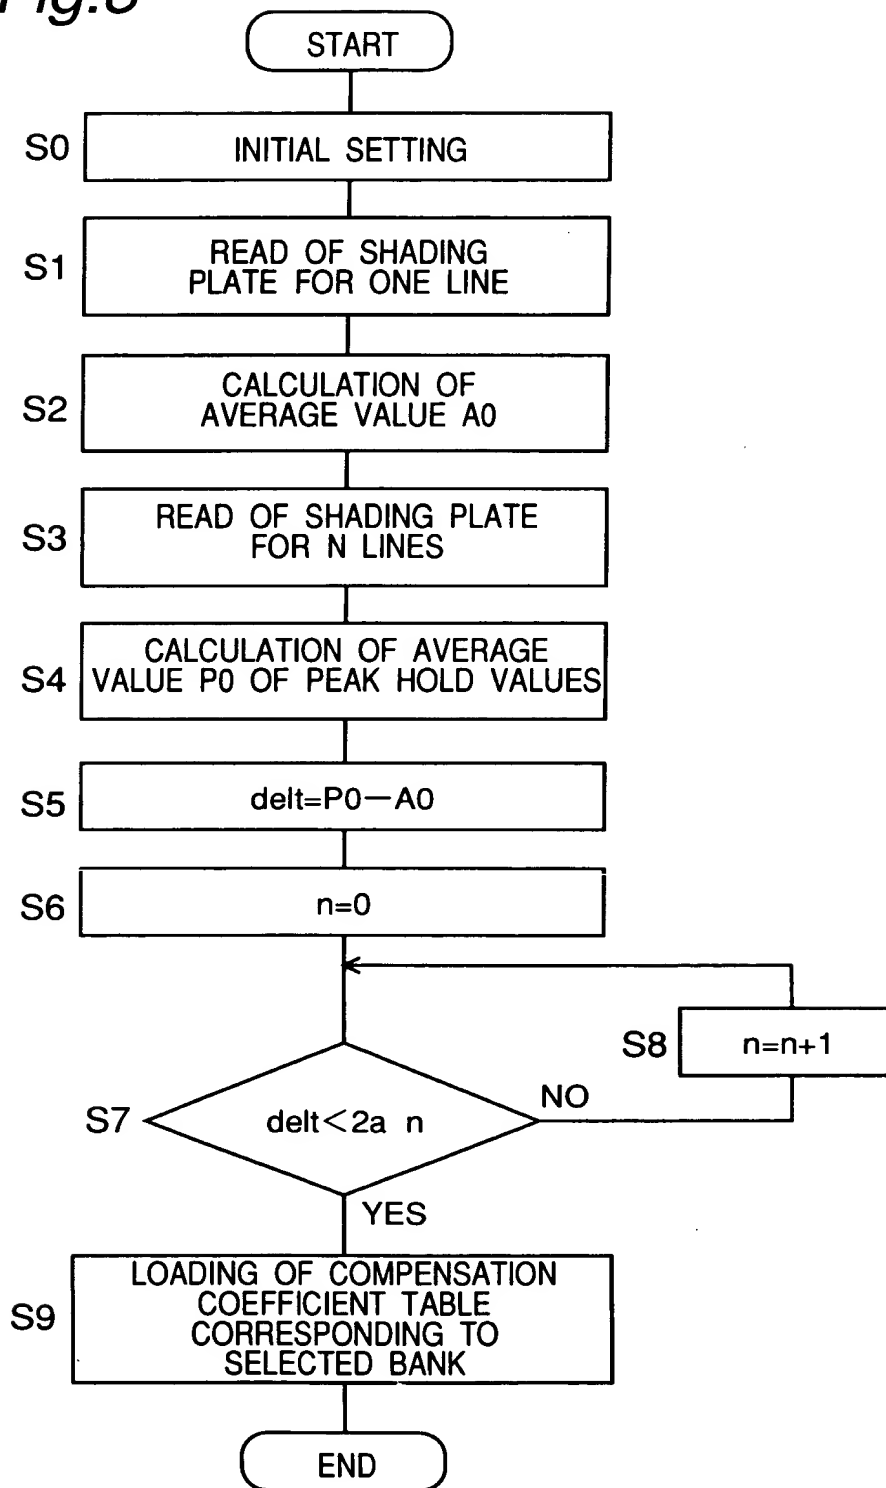 Fig.8
START
S0
INITIAL SETTING
S1
READ OF SHADING
PLATE FOR ONE LINE
S2
CALCULATION OF
AVERAGE VALUE A0
S3
READ OF SHADING PLATE
FOR N LINES
S4
CALCULATION OF AVERAGE
VALUE P0 OF PEAK HOLD VALUES
S5
delt=P0−A0
S6
n=0
S8
n=n+1
S7
delt<2a n
NO
YES
S9
LOADING OF COMPENSATION
COEFFICIENT TABLE
CORRESPONDING TO
SELECTED BANK
END